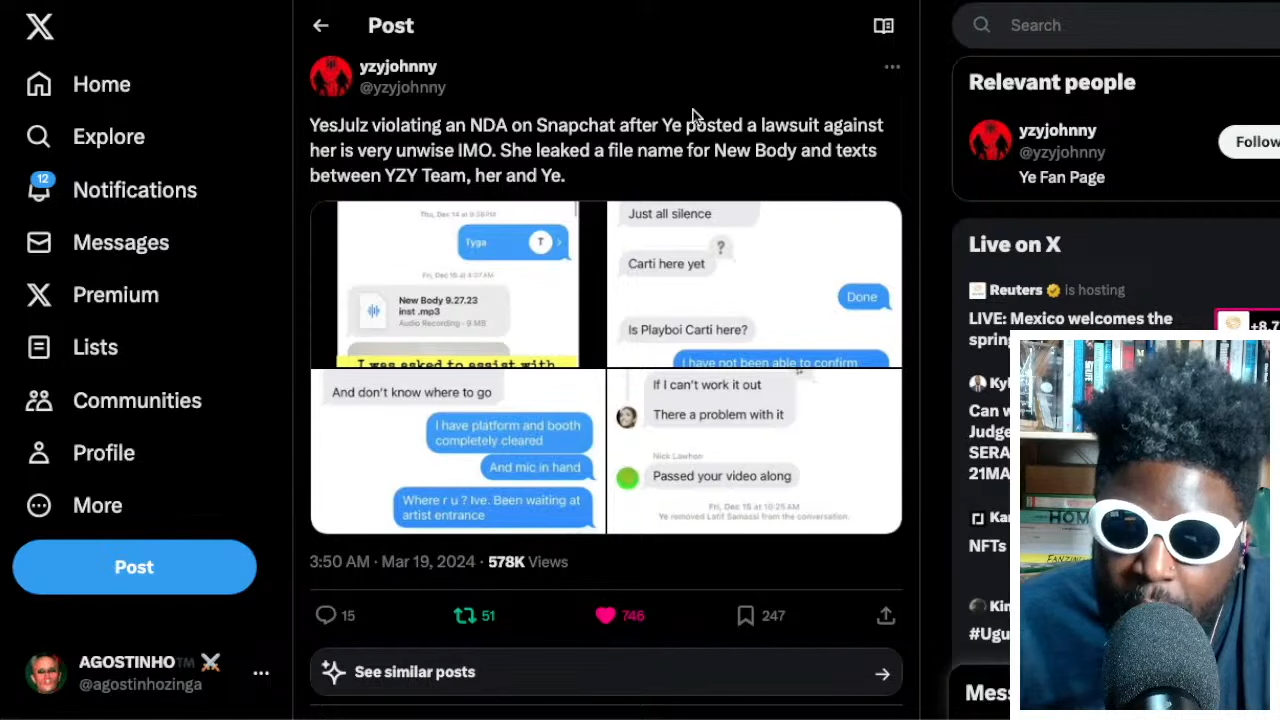 Home
Explore
12
Notifications
Messages
Premium
Lists
Communities
Profile
More
Post
AGOSTINHO™
@agostinhozinga
Post
yzyjohnny
@yzyjohnny
YesJulz violating an NDA on Snapchat after Ye posted a lawsuit against
her is very unwise IMO. She leaked a file name for New Body and texts
between YZY Team, her and Ye.
Thu, Dec 14 at 9:58 PM
Tyga
T
Fri, Dec 15 at 4:07 AM
New Body 9.27.23
inst .mp3
Audio Recording · 9 MB
I was asked to assist with
Just all silence
?
Carti here yet
Done
Is Playboi Carti here?
I have not been able to confirm
And don't know where to go
I have platform and booth
completely cleared
And mic in hand
Where r u ? Ive. Been waiting at
artist entrance
If I can't work it out
There a problem with it
Nick Lawhon
Passed your video along
Fri, Dec 15 at 10:25 AM
Ye removed Latif Sainassi from the conversation.
3:50 AM · Mar 19, 2024 · 578K Views
15
51
746
247
See similar posts
Search
Relevant people
yzyjohnny
@yzyjohnny
Follow
Ye Fan Page
Live on X
Reuters is hosting
LIVE: Mexico welcomes the
spring
+8.7
Can
Judge
SERA
21MA
NFTs
#Ugu
Mess
HOM
FANZINE